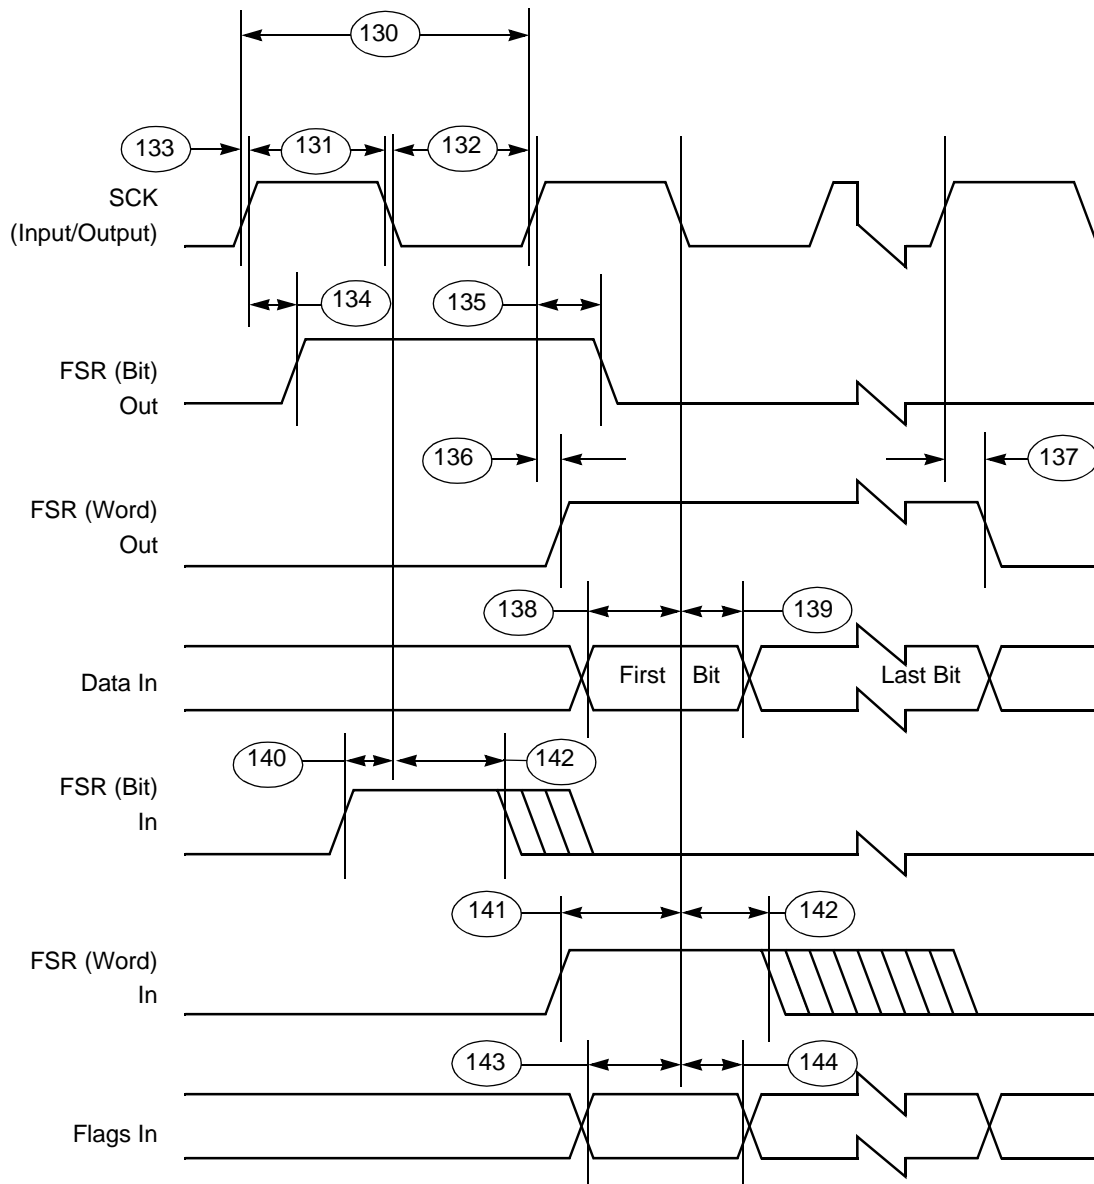 130
133
131
132
SCK
(Input/Output)
134
135
FSR (Bit)
Out
136
137
FSR (Word)
Out
138
139
Data In
First Bit
Last Bit
140
142
FSR (Bit)
In
141
142
FSR (Word)
In
143
144
Flags In